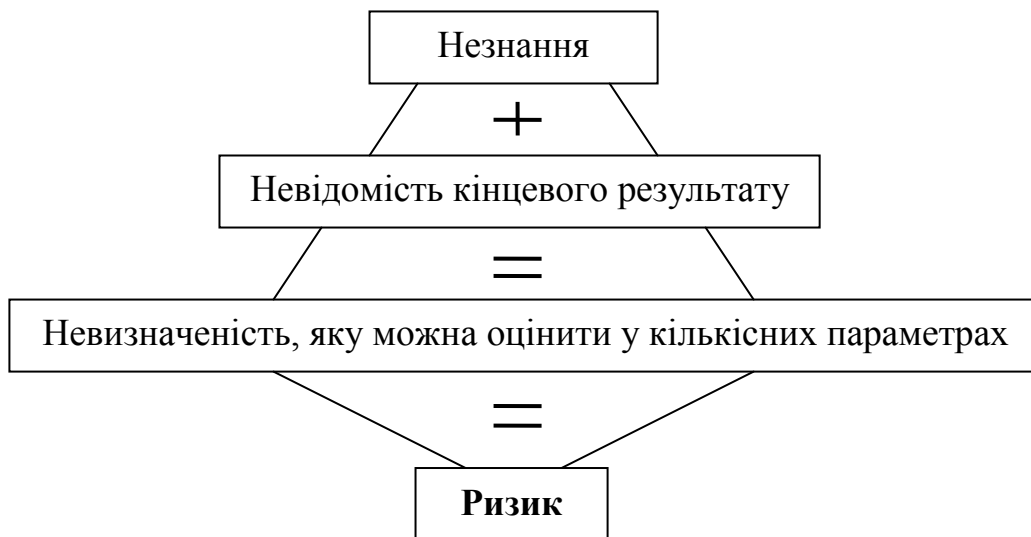 Незнання
+
Невідомість кінцевого результату
=
Невизначеність, яку можна оцінити у кількісних параметрах
=
Ризик